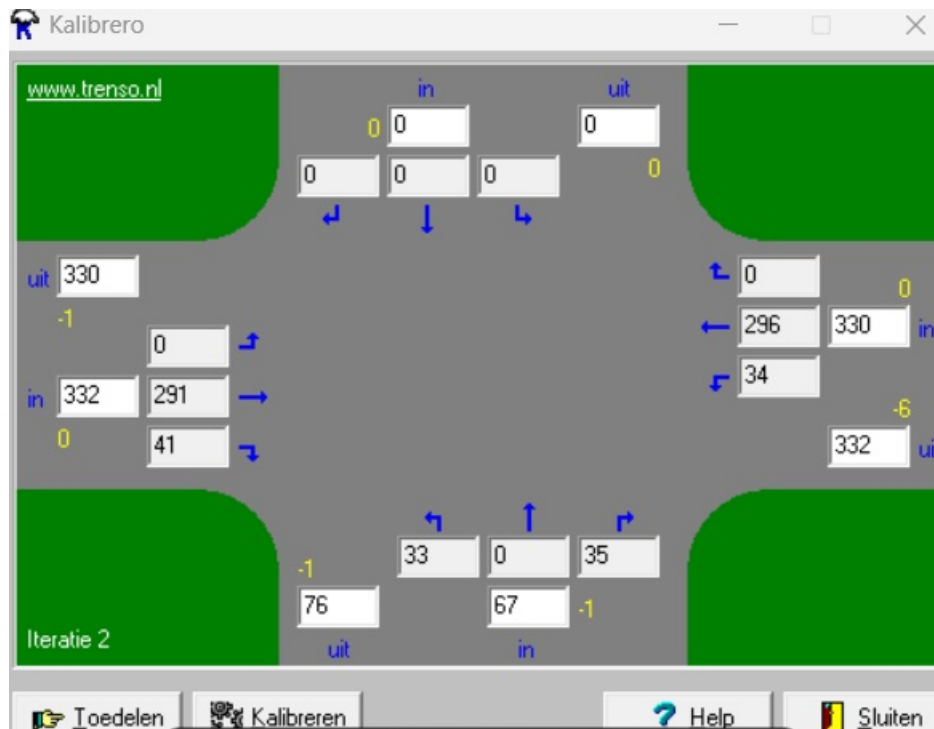 Kalibrero
www.trenso.nl
in uit
0 0 0
0 0 0 0
uit 330 0 0
-1 296 330 in
0 34
in 332 291 -6
0 41 332
33 0 35
-1
76 67 -1
Iteratie 2 uit in
Toedelen Kalibreren Help Sluiten